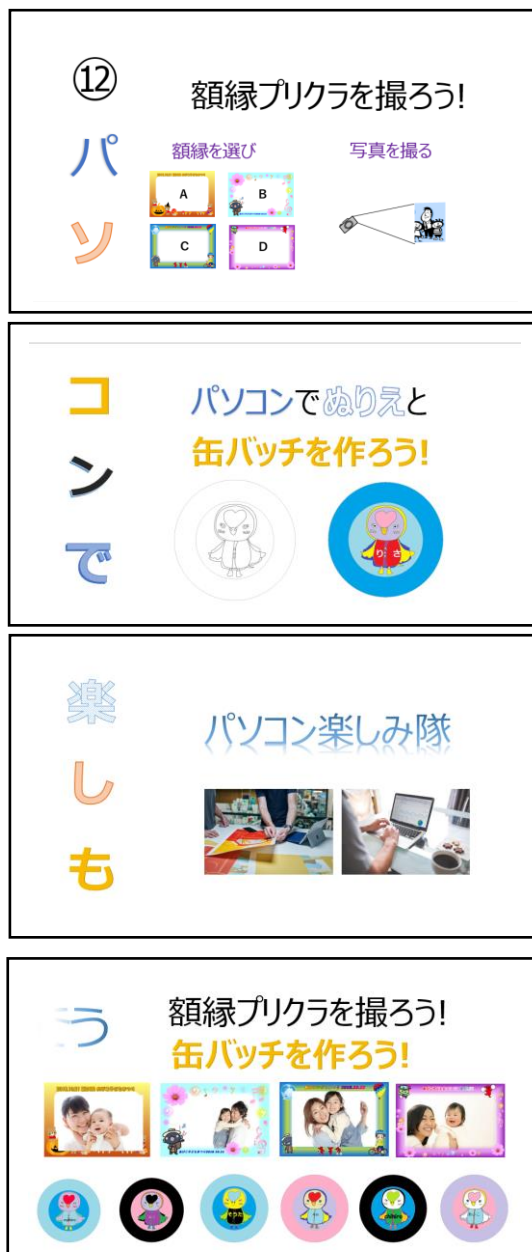 ⑫
パ
ソ
額縁プリクラを撮ろう!
額縁を選び
写真を撮る
A
B
C
D
コ
ン
で
パソコンでぬりえと
缶バッチを作ろう!
りさ
楽
し
も
パソコン楽しみ隊
う
額縁プリクラを撮ろう!
缶バッチを作ろう!